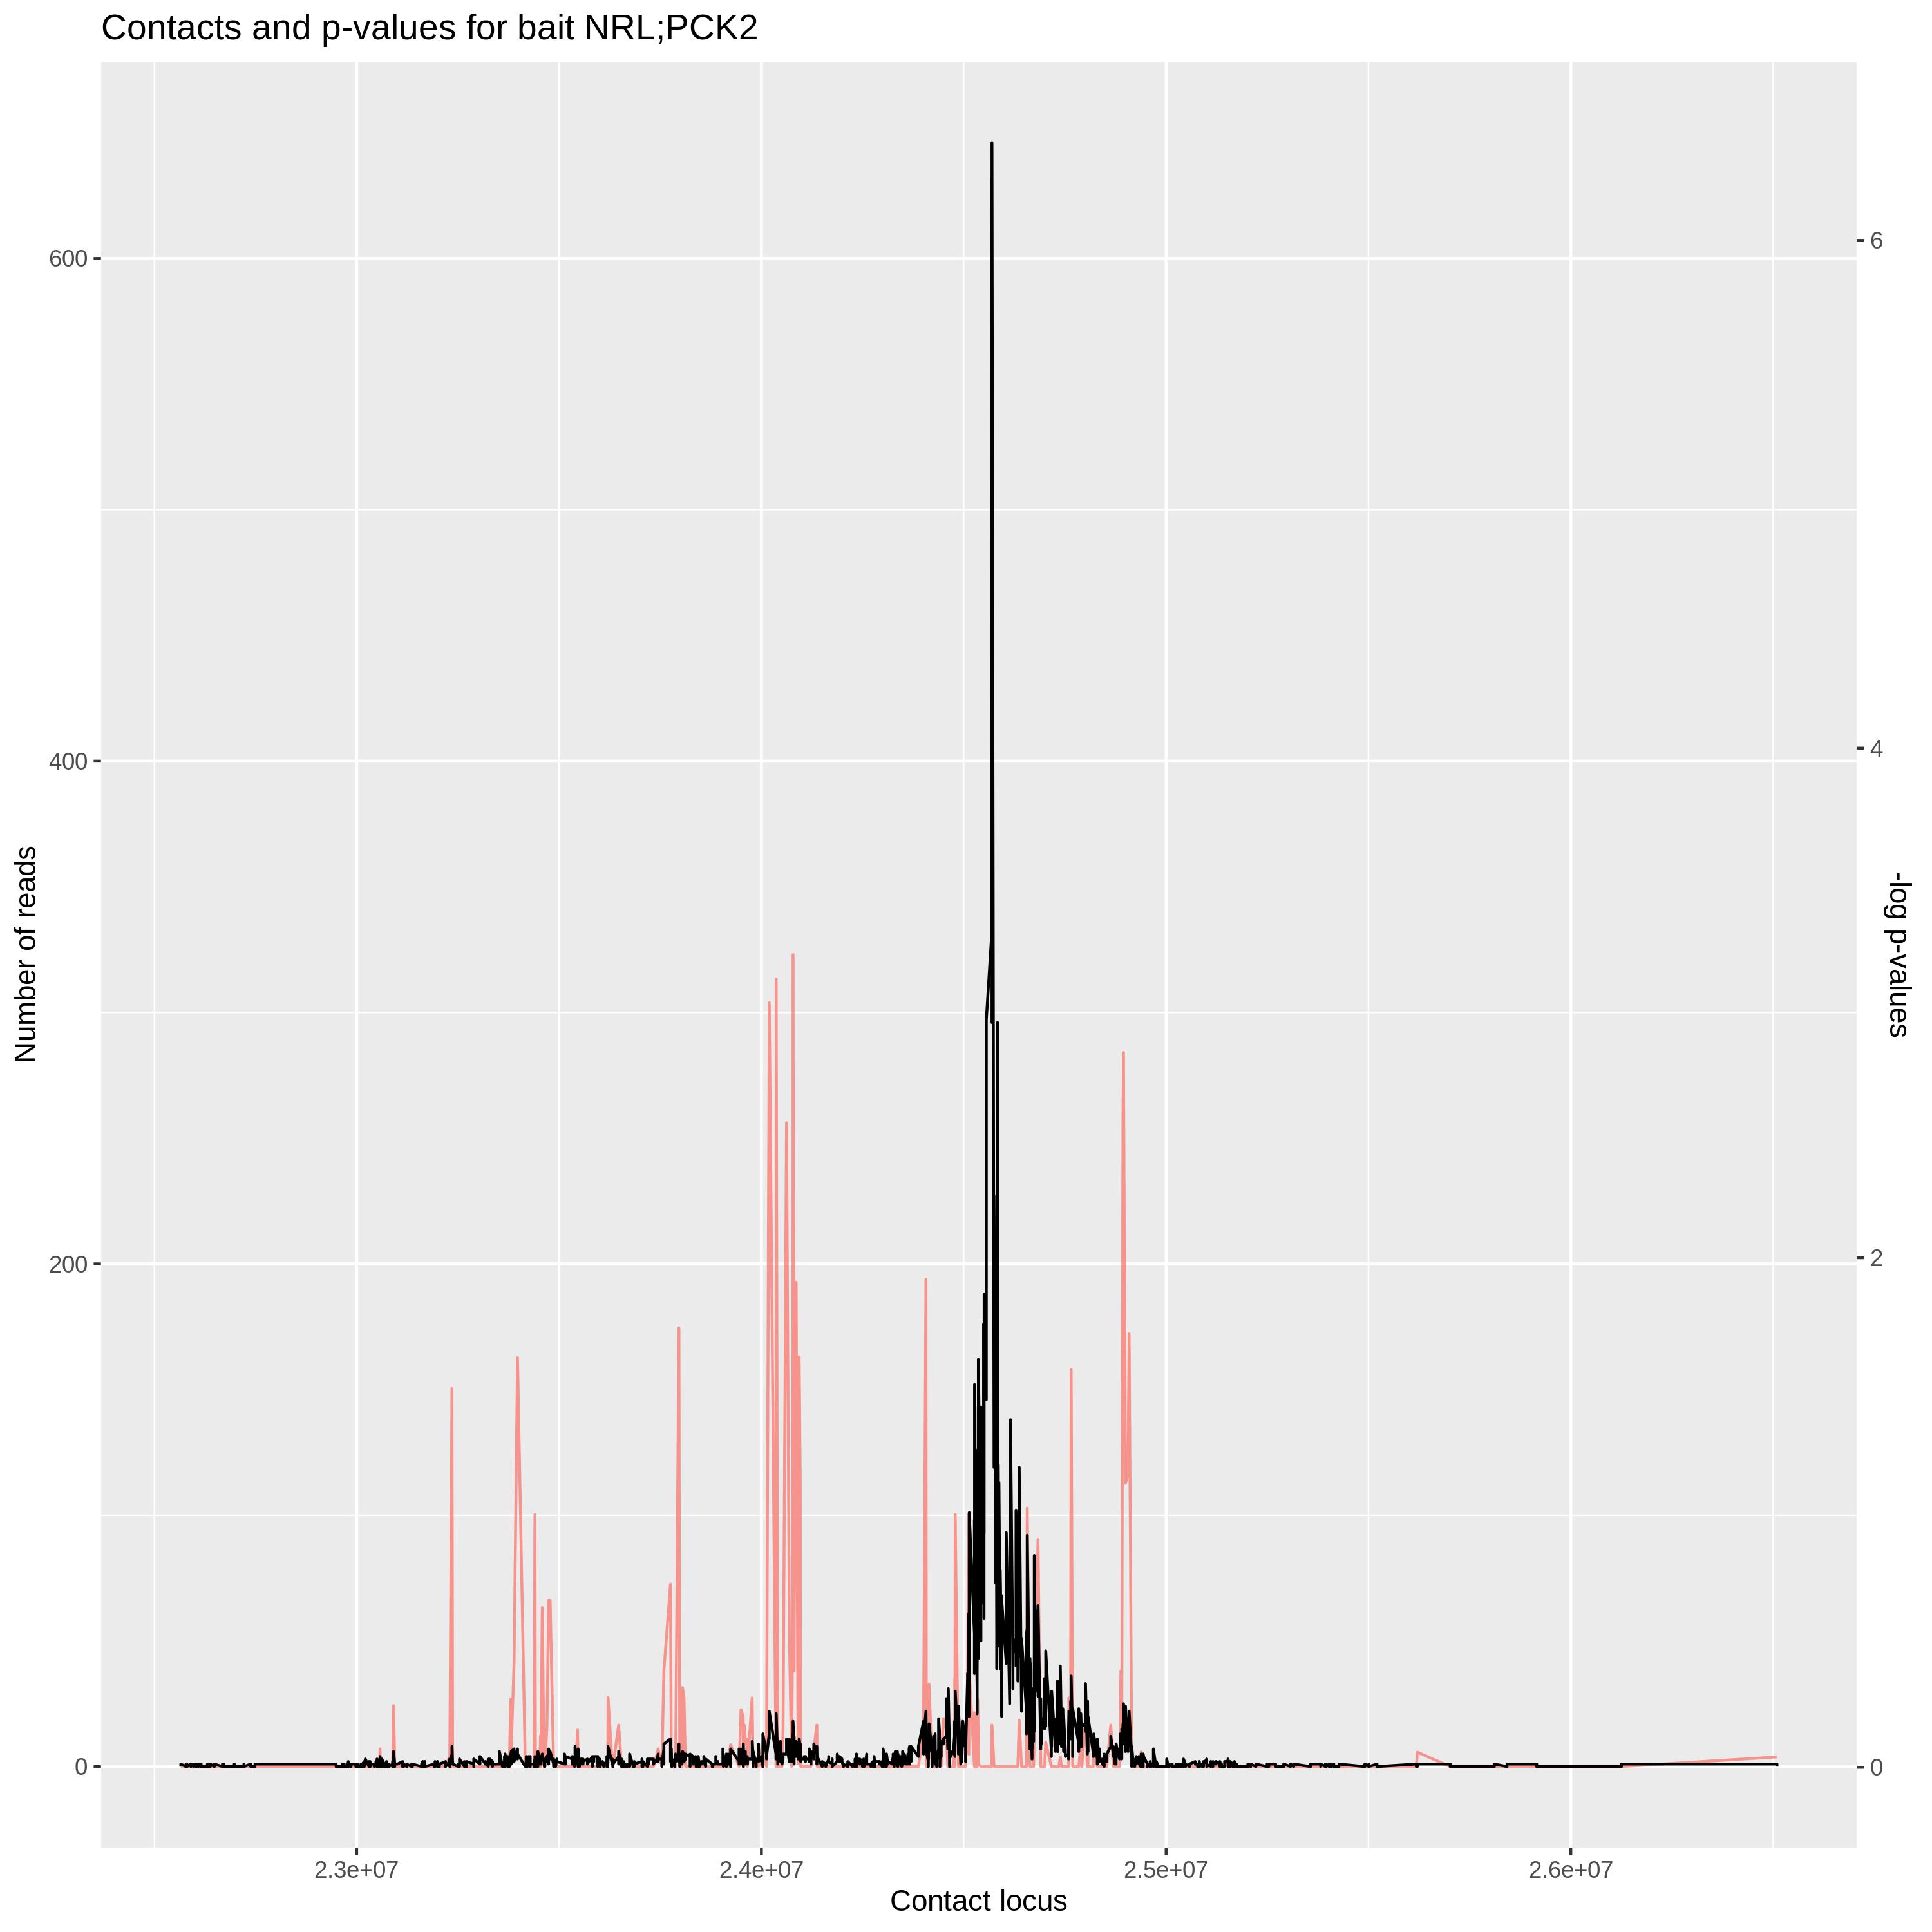 Contacts and p-values for bait NRL;PCK2
600
400
200
0
6
4
2
0
Number of reads
-log p-values
2.3e+07
2.4e+07
2.5e+07
2.6e+07
Contact locus